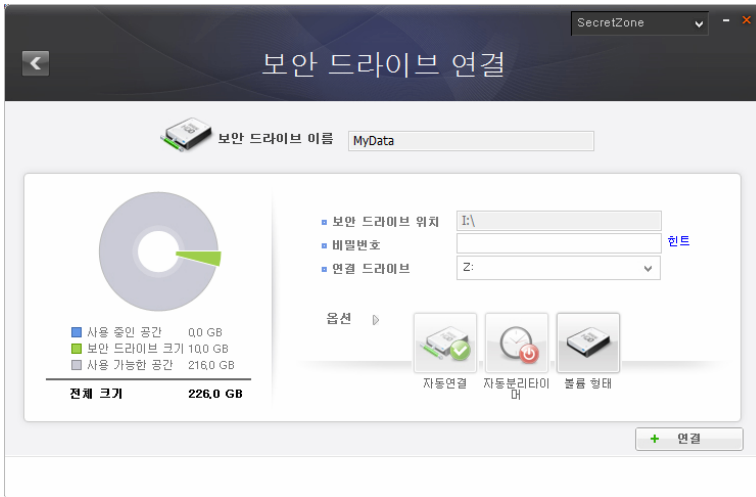 SecretZone
보안 드라이브 연결
보안 드라이브 이름 MyData
보안 드라이브 위치 I:\
비밀번호 힌트
연결 드라이브 Z:
옵션
사용 중인 공간 0,0 GB
보안 드라이브 크기 10,0 GB
사용 가능한 공간 216,0 GB
전체 크기 226,0 GB
자동연결 자동분리타이머 볼륨 형태
+ 연결